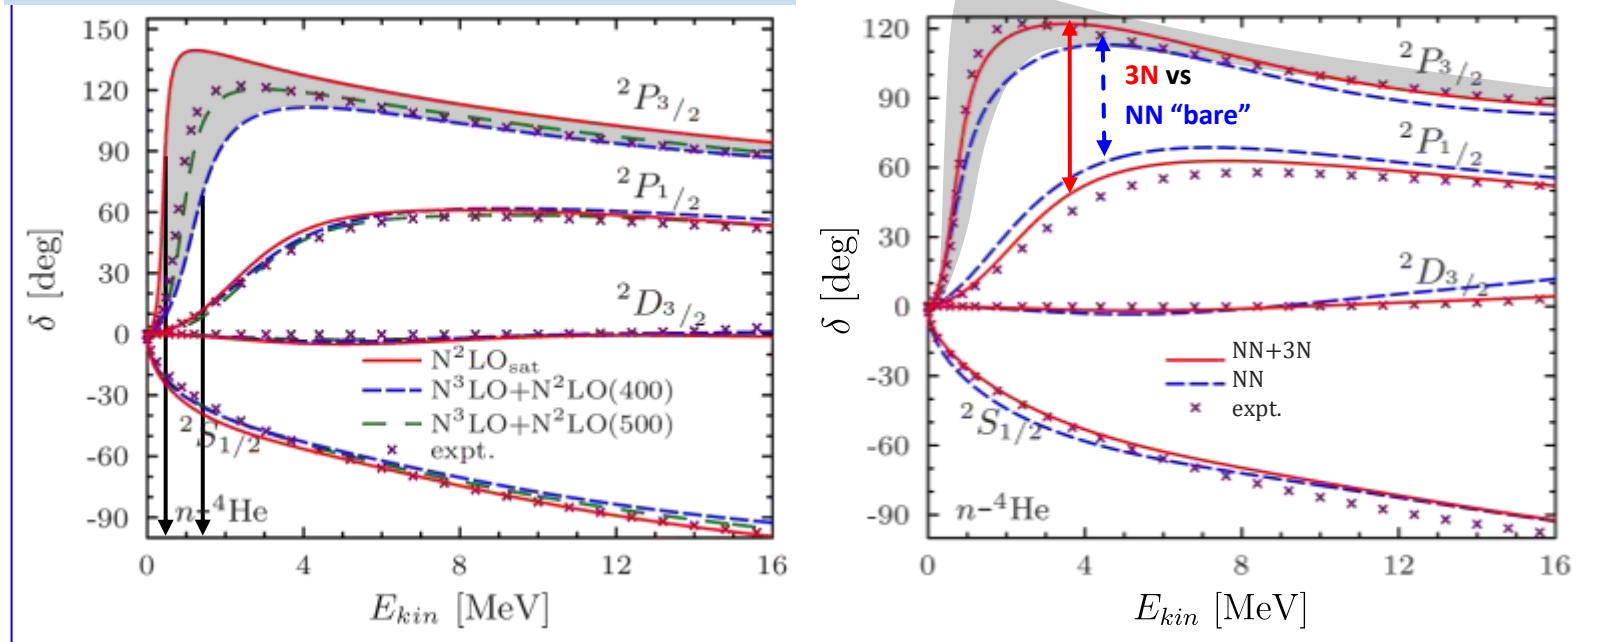 150
120
90
60
30
0
-30
-60
-90
δ [deg]
²P₃/₂
²P₁/₂
²D₃/₂
²S₁/₂
N²LOsat
N³LO+N²LO(400)
N³LO+N²LO(500)
expt.
n-⁴He
0 4 8 12 16
Ekin [MeV]
120
90
60
30
0
-30
-60
-90
δ [deg]
²P₃/₂
3N vs
NN “bare”
²P₁/₂
²D₃/₂
NN+3N
NN
expt.
²S₁/₂
n-⁴He
0 4 8 12 16
Ekin [MeV]